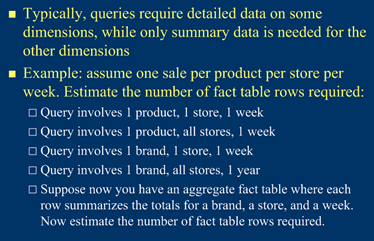 Typically, queries require detailed data on some
dimensions, while only summary data is needed for the
other dimensions
Example: assume one sale per product per store per
week. Estimate the number of fact table rows required:
Query involves 1 product, 1 store, 1 week
Query involves 1 product, all stores, 1 week
Query involves 1 brand, 1 store, 1 week
Query involves 1 brand, all stores, 1 year
Suppose now you have an aggregate fact table where each
row summarizes the totals for a brand, a store, and a week.
Now estimate the number of fact table rows required.